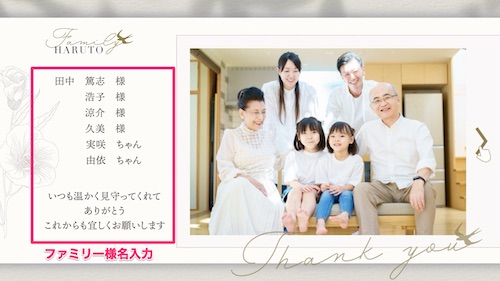 Family
HARUTO
田中 篤志 様
浩子 様
涼介 様
久美 様
実咲 ちゃん
由依 ちゃん
いつも温かく見守ってくれて
ありがとう
これからも宜しくお願いします
ファミリー様名入力
Thank you